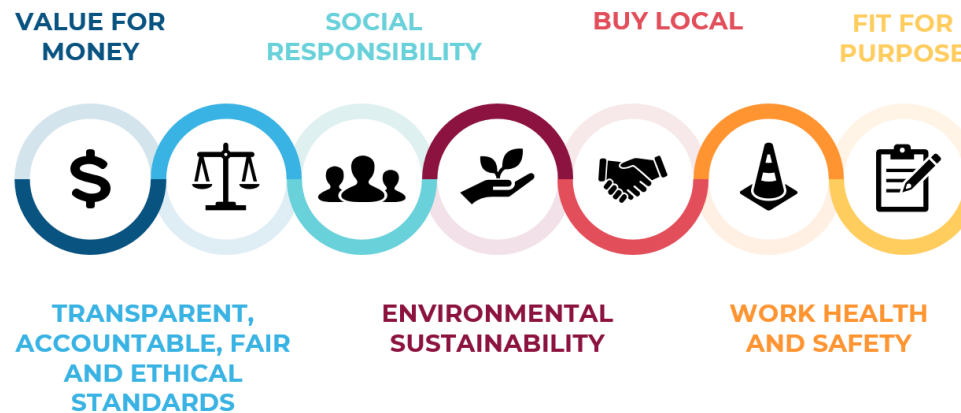 VALUE FOR
MONEY
SOCIAL
RESPONSIBILITY
BUY LOCAL
FIT FOR
PURPOSE
TRANSPARENT,
ACCOUNTABLE, FAIR
AND ETHICAL
STANDARDS
ENVIRONMENTAL
SUSTAINABILITY
WORK HEALTH
AND SAFETY